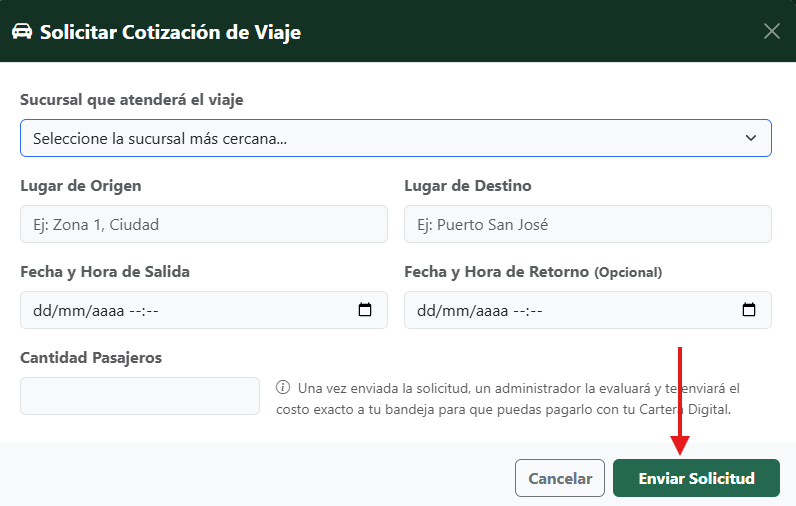 Solicitar Cotización de Viaje
Sucursal que atenderá el viaje
Seleccione la sucursal más cercana...
Lugar de Origen
Lugar de Destino
Ej: Zona 1, Ciudad
Ej: Puerto San José
Fecha y Hora de Salida
Fecha y Hora de Retorno (Opcional)
dd/mm/aaaa --:--
dd/mm/aaaa --:--
Cantidad Pasajeros
Una vez enviada la solicitud, un administrador la evaluará y te enviará el
costo exacto a tu bandeja para que puedas pagarlo con tu Cartera Digital.
Cancelar
Enviar Solicitud